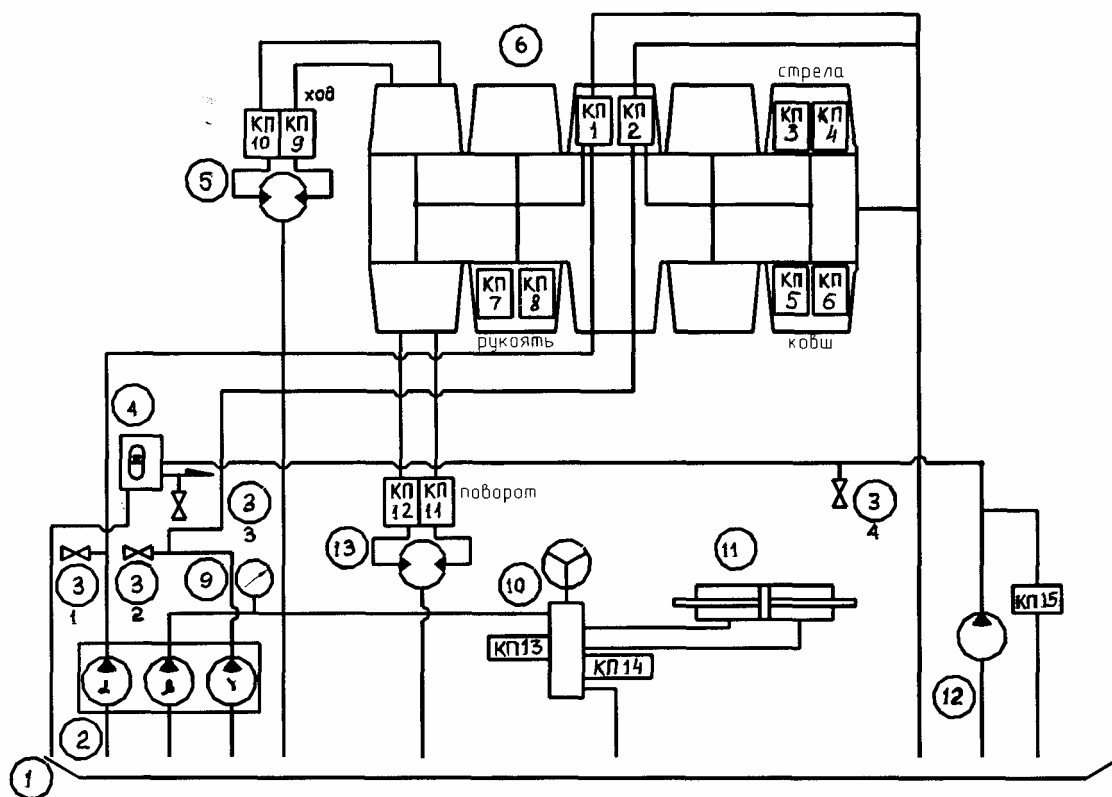 6
стрела
ход
КП 10
КП 9
КП 1
КП 2
КП 3
КП 4
5
КП 7
КП 8
КП 5
КП 6
рукоять
ковш
4
3
3
КП 12
КП 11
поворот
3
4
13
11
3
1
3
2
9
10
КП15
КП13
КП14
2
12
1